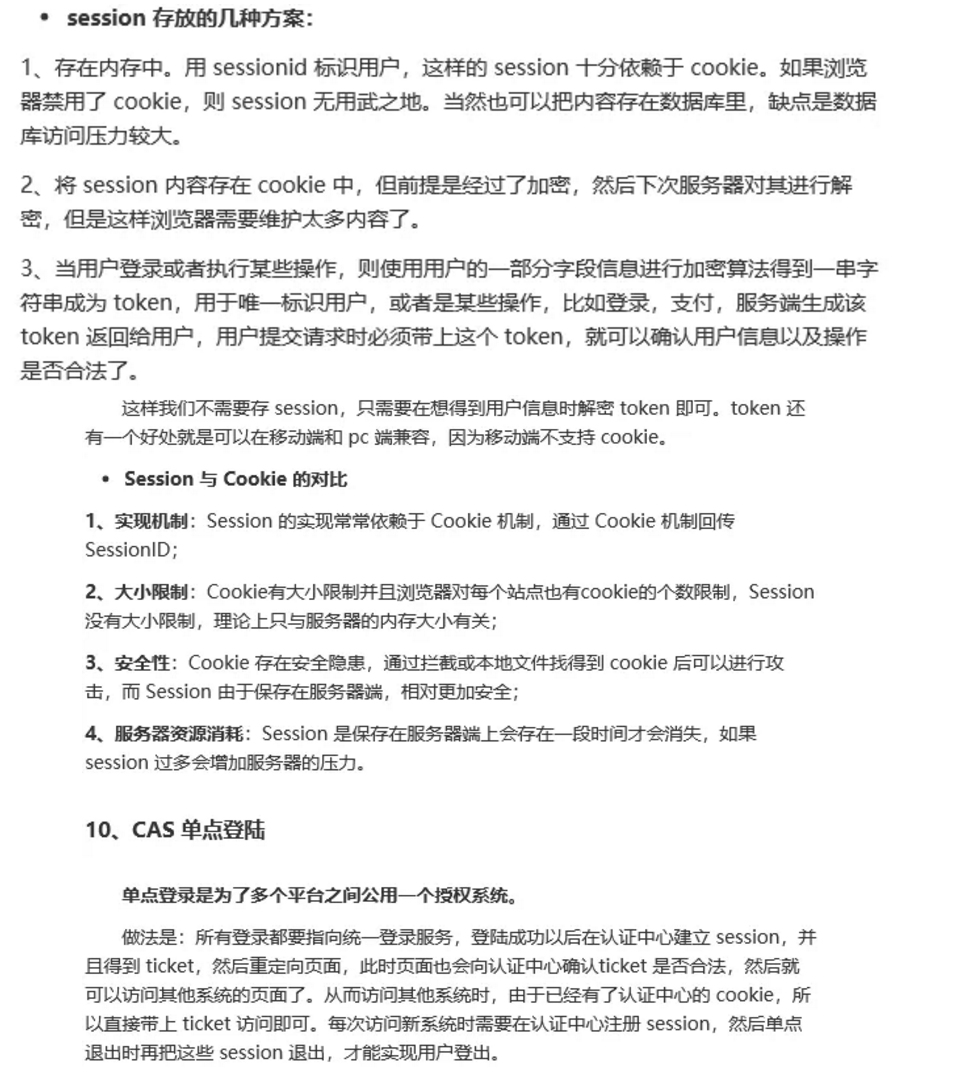 • session 存放的几种方案：
1、存在内存中。用 sessionid 标识用户，这样的 session 十分依赖于 cookie。如果浏览
器禁用了 cookie，则 session 无用武之地。当然也可以把内容存在数据库里，缺点是数据
库访问压力较大。
2、将 session 内容存在 cookie 中，但前提是经过了加密，然后下次服务器对其进行解
密，但是这样浏览器需要维护太多内容了。
3、当用户登录或者执行某些操作，则使用用户的一部分字段信息进行加密算法得到一串字
符串成为 token，用于唯一标识用户，或者是某些操作，比如登录，支付，服务端生成该
token 返回给用户，用户提交请求时必须带上这个 token，就可以确认用户信息以及操作
是否合法了。
这样我们不需要存 session，只需要在想得到用户信息时解密 token 即可。token 还
有一个好处就是可以在移动端和 pc 端兼容，因为移动端不支持 cookie。
• Session 与 Cookie 的对比
1、实现机制：Session 的实现常常依赖于 Cookie 机制，通过 Cookie 机制回传
SessionID；
2、大小限制：Cookie有大小限制并且浏览器对每个站点也有cookie的个数限制，Session
没有大小限制，理论上只与服务器的内存大小有关；
3、安全性：Cookie 存在安全隐患，通过拦截或本地文件找得到 cookie 后可以进行攻
击，而 Session 由于保存在服务器端，相对更加安全；
4、服务器资源消耗：Session 是保存在服务器端上会存在一段时间才会消失，如果
session 过多会增加服务器的压力。
10、CAS 单点登陆
单点登录是为了多个平台之间公用一个授权系统。
做法是：所有登录都要指向统一登录服务，登陆成功以后在认证中心建立 session，并
且得到 ticket，然后重定向页面，此时页面也会向认证中心确认ticket 是否合法，然后就
可以访问其他系统的页面了。从而访问其他系统时，由于已经有了认证中心的 cookie，所
以直接带上 ticket 访问即可。每次访问新系统时需要在认证中心注册 session，然后单点
退出时再把这些 session 退出，才能实现用户登出。